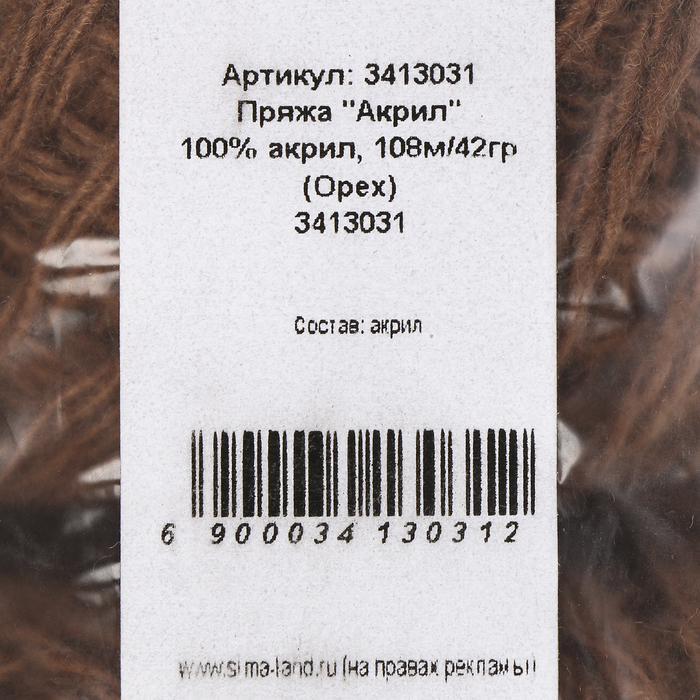 Артикул: 3413031
Пряжа "Акрил"
100% акрил, 108м/42гр
(Орех)
3413031
Состав: акрил
6 900034 130312
www.sima-land.ru (на правах рекламы)